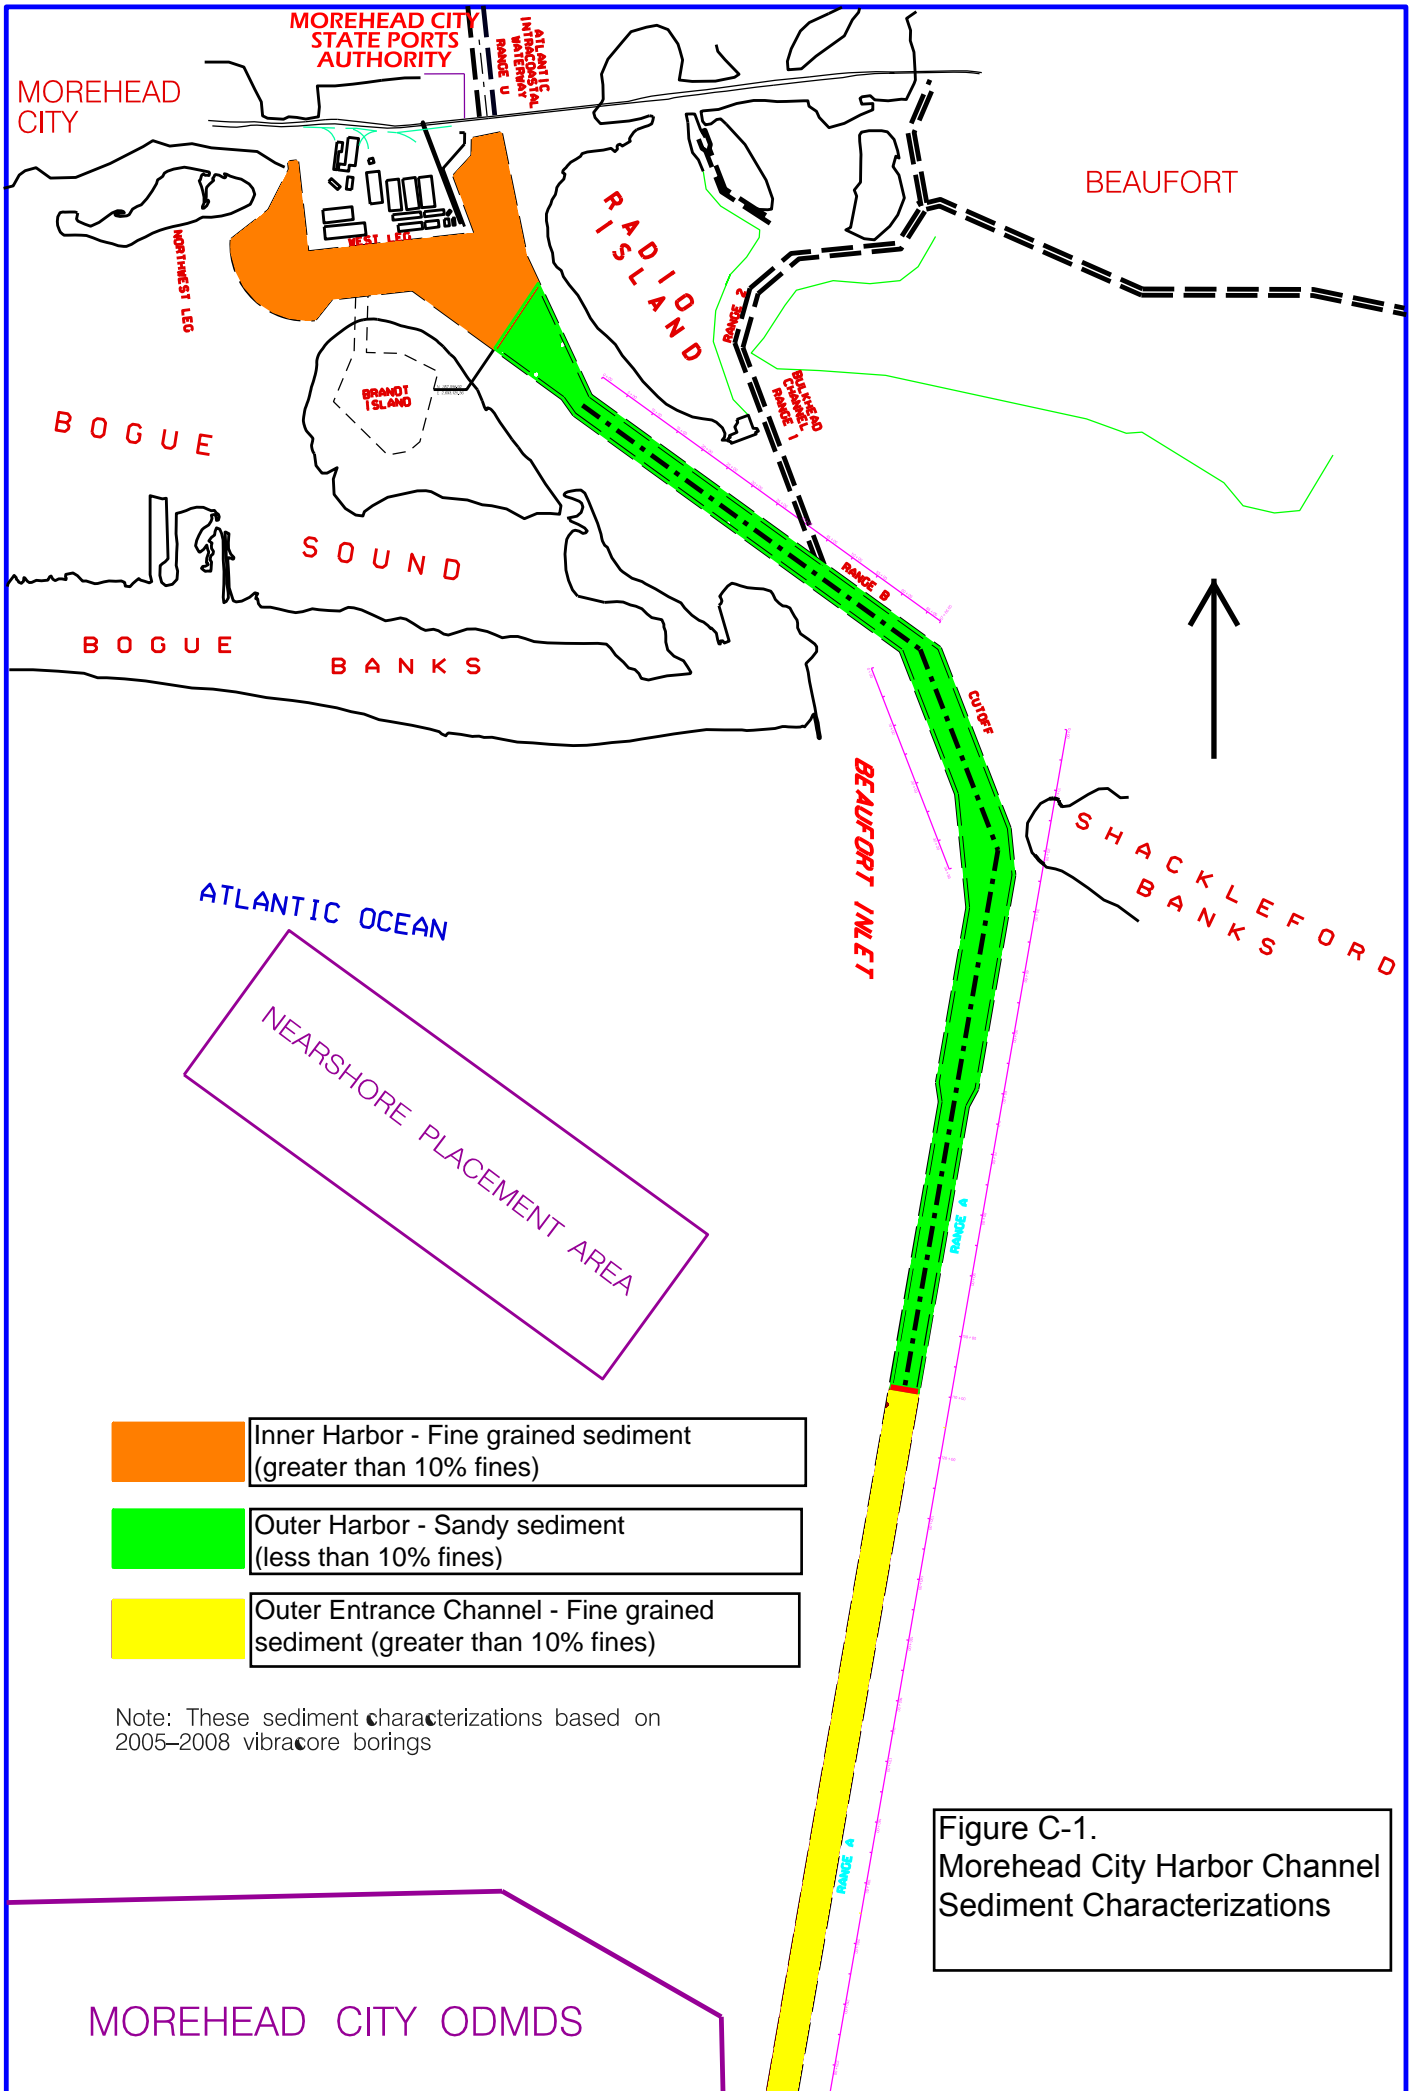 MOREHEAD CITY
STATE PORTS
AUTHORITY
ATLANTIC
INTRACOASTAL
WATERWAY
RANGE U
MOREHEAD
CITY
BEAUFORT
RADIO
ISLAND
WEST LEG
NORTHWEST LEG
RANGE 2
BRANDT
ISLAND
BULKHEAD
CHANNEL
RANGE 1
BOGUE
SOUND
RANGE B
BOGUE BANKS
CUTOFF
BEAUFORT INLET
SHACKLEFORD
BANKS
ATLANTIC OCEAN
NEARSHORE PLACEMENT AREA
RANGE A
Inner Harbor - Fine grained sediment
(greater than 10% fines)
Outer Harbor - Sandy sediment
(less than 10% fines)
Outer Entrance Channel - Fine grained
sediment (greater than 10% fines)
Note: These sediment characterizations based on
2005–2008 vibracore borings
RANGE A
Figure C-1.
Morehead City Harbor Channel
Sediment Characterizations
MOREHEAD CITY ODMDS